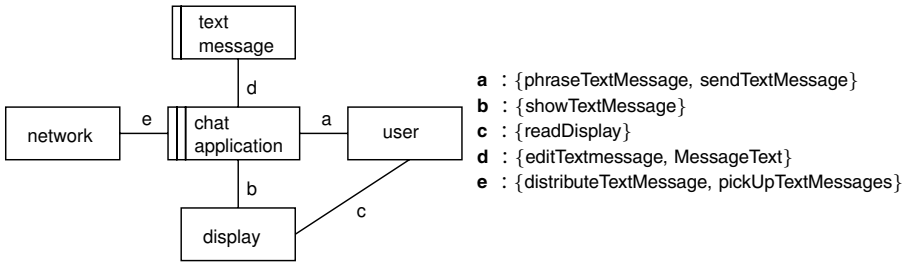 text
message
d
a : {phraseTextMessage, sendTextMessage}
b : {showTextMessage}
c : {readDisplay}
d : {editTextmessage, MessageText}
e : {distributeTextMessage, pickUpTextMessages}
network
e
chat
application
a
user
b
c
display